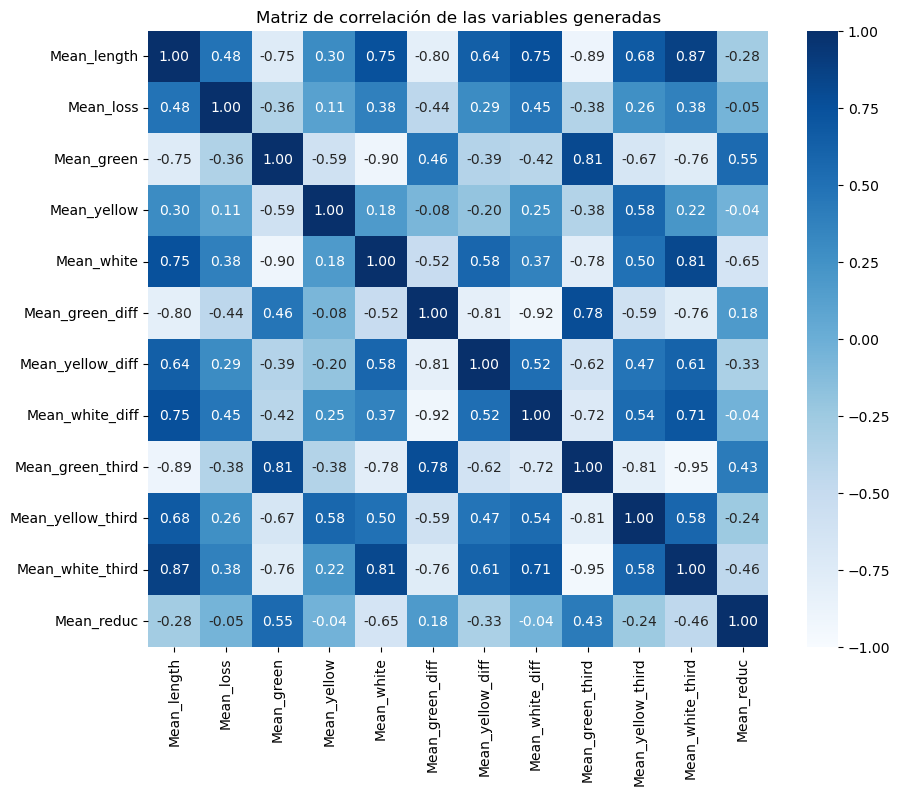 Matriz de correlación de las variables generadas
Mean_length 1.00 0.48 -0.75 0.30 0.75 -0.80 0.64 0.75 -0.89 0.68 0.87 -0.28
Mean_loss 0.48 1.00 -0.36 0.11 0.38 -0.44 0.29 0.45 -0.38 0.26 0.38 -0.05
Mean_green -0.75 -0.36 1.00 -0.59 -0.90 0.46 -0.39 -0.42 0.81 -0.67 -0.76 0.55
Mean_yellow 0.30 0.11 -0.59 1.00 0.18 -0.08 -0.20 0.25 -0.38 0.58 0.22 -0.04
Mean_white 0.75 0.38 -0.90 0.18 1.00 -0.52 0.58 0.37 -0.78 0.50 0.81 -0.65
Mean_green_diff -0.80 -0.44 0.46 -0.08 -0.52 1.00 -0.81 -0.92 0.78 -0.59 -0.76 0.18
Mean_yellow_diff 0.64 0.29 -0.39 -0.20 0.58 -0.81 1.00 0.52 -0.62 0.47 0.61 -0.33
Mean_white_diff 0.75 0.45 -0.42 0.25 0.37 -0.92 0.52 1.00 -0.72 0.54 0.71 -0.04
Mean_green_third -0.89 -0.38 0.81 -0.38 -0.78 0.78 -0.62 -0.72 1.00 -0.81 -0.95 0.43
Mean_yellow_third 0.68 0.26 -0.67 0.58 0.50 -0.59 0.47 0.54 -0.81 1.00 0.58 -0.24
Mean_white_third 0.87 0.38 -0.76 0.22 0.81 -0.76 0.61 0.71 -0.95 0.58 1.00 -0.46
Mean_reduc -0.28 -0.05 0.55 -0.04 -0.65 0.18 -0.33 -0.04 0.43 -0.24 -0.46 1.00
Mean_length
Mean_loss
Mean_green
Mean_yellow
Mean_white
Mean_green_diff
Mean_yellow_diff
Mean_white_diff
Mean_green_third
Mean_yellow_third
Mean_white_third
Mean_reduc
1.00
0.75
0.50
0.25
0.00
−0.25
−0.50
−0.75
−1.00